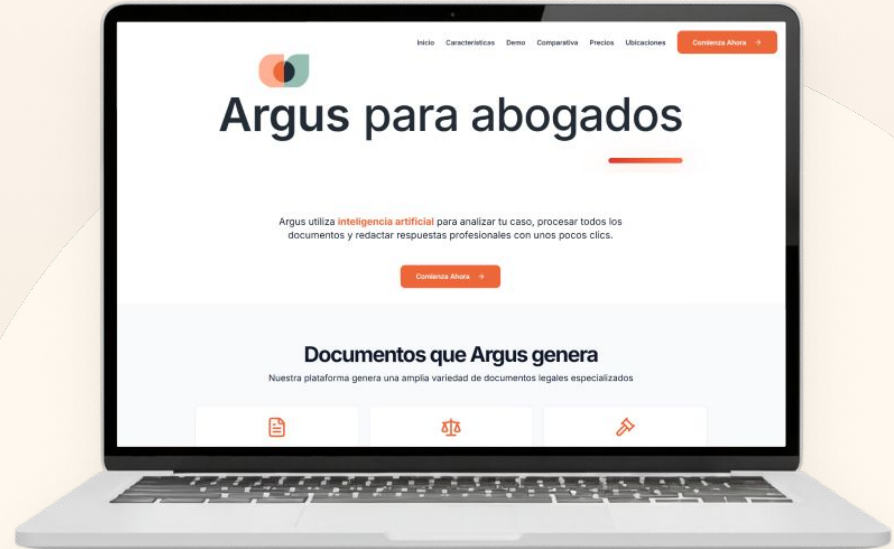 Inicio Características Demo Comparativa Precios Ubicaciones Comienza Ahora →
Argus para abogados
Argus utiliza inteligencia artificial para analizar tu caso, procesar todos los
documentos y redactar respuestas profesionales con unos pocos clics.
Comienza Ahora →
Documentos que Argus genera
Nuestra plataforma genera una amplia variedad de documentos legales especializados